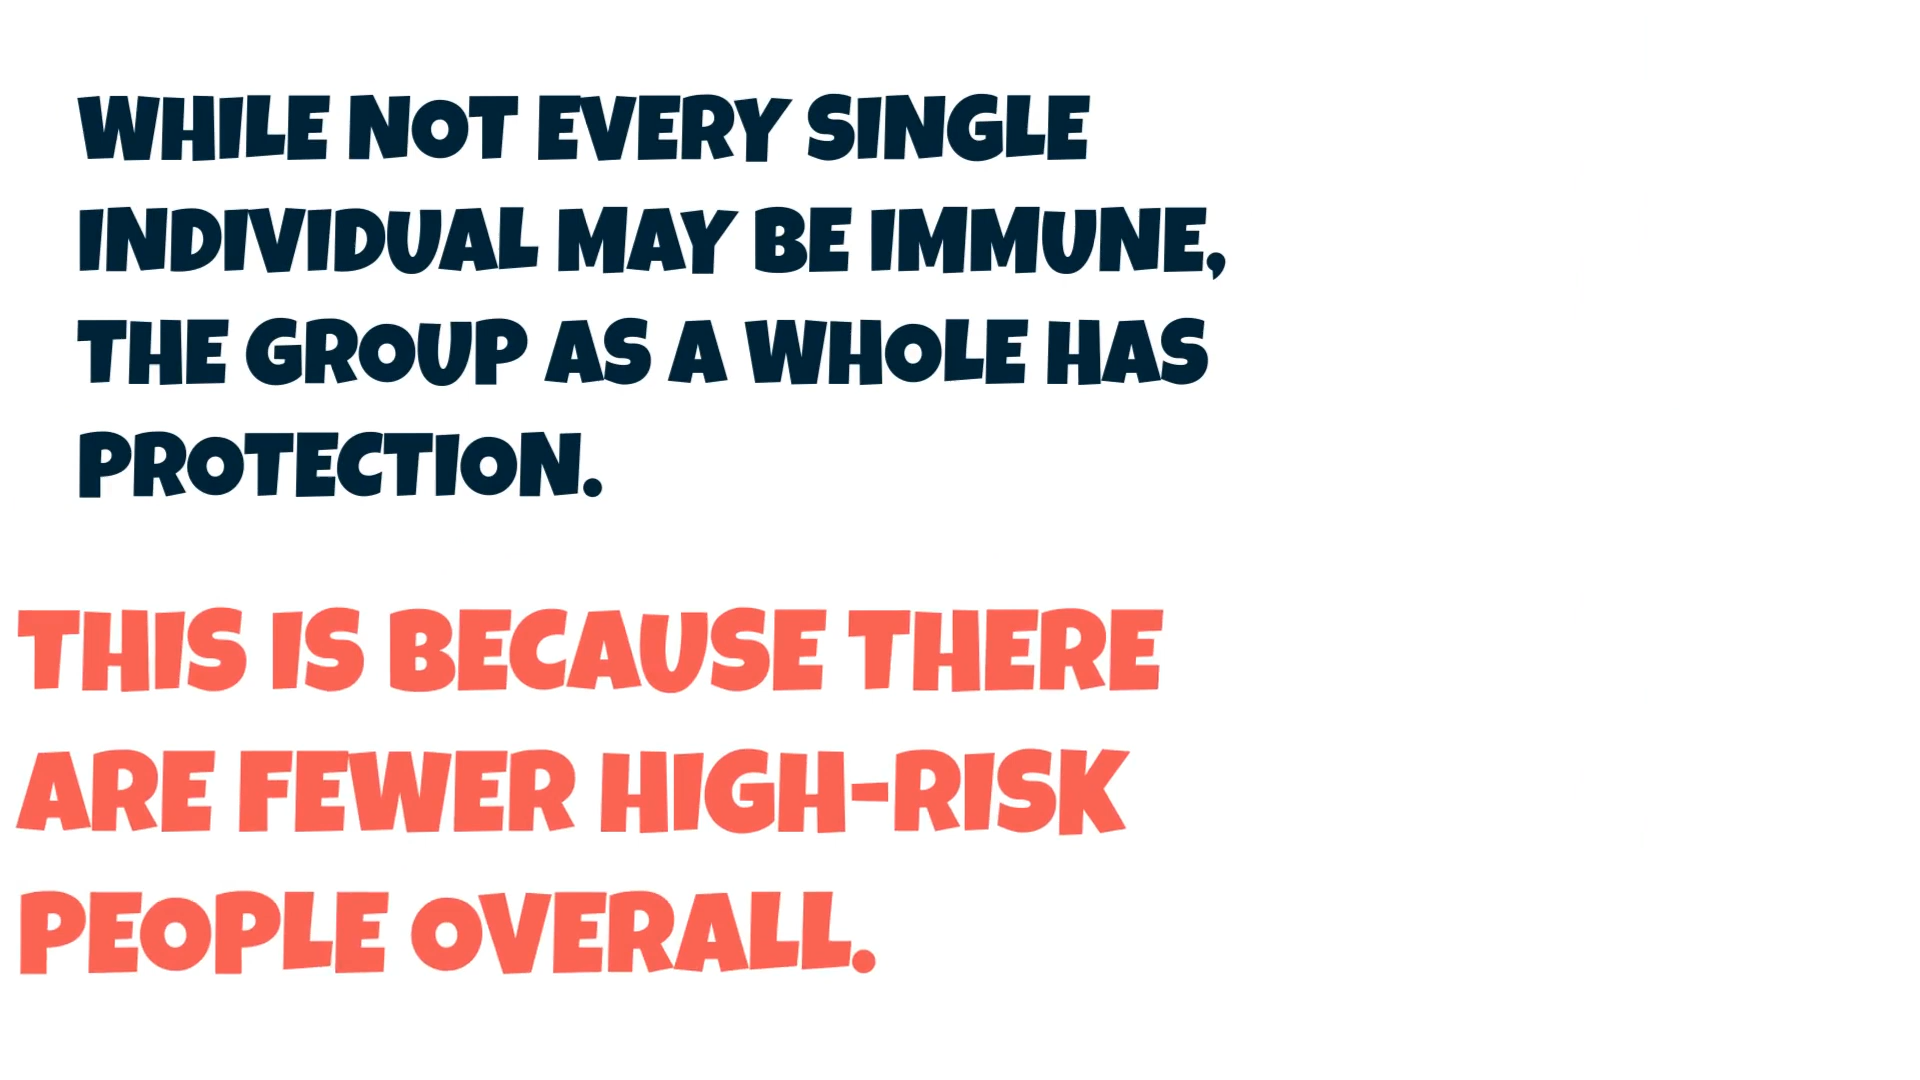 WHILE NOT EVERY SINGLE
INDIVIDUAL MAY BE IMMUNE,
THE GROUP AS A WHOLE HAS
PROTECTION.
THIS IS BECAUSE THERE
ARE FEWER HIGH-RISK
PEOPLE OVERALL.